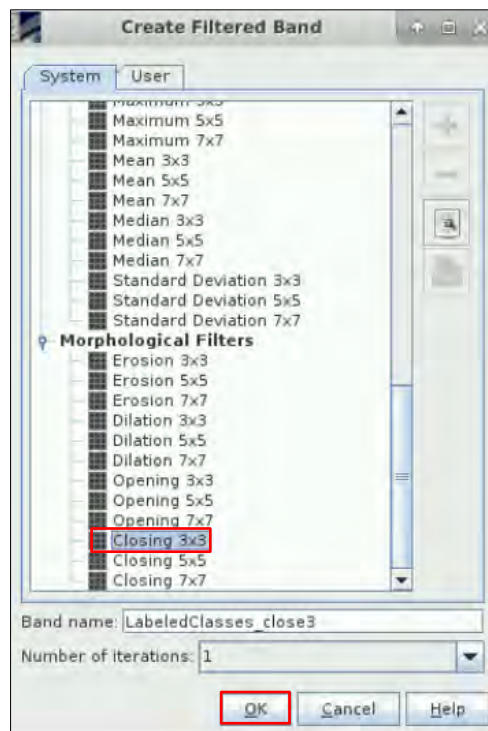 Create Filtered Band
System User
Maximum 3x3
Maximum 5x5
Maximum 7x7
Mean 3x3
Mean 5x5
Mean 7x7
Median 3x3
Median 5x5
Median 7x7
Standard Deviation 3x3
Standard Deviation 5x5
Standard Deviation 7x7
Morphological Filters
Erosion 3x3
Erosion 5x5
Erosion 7x7
Dilation 3x3
Dilation 5x5
Dilation 7x7
Opening 3x3
Opening 5x5
Opening 7x7
Closing 3x3
Closing 5x5
Closing 7x7
Band name: LabeledClasses_close3
Number of iterations: 1
OK Cancel Help